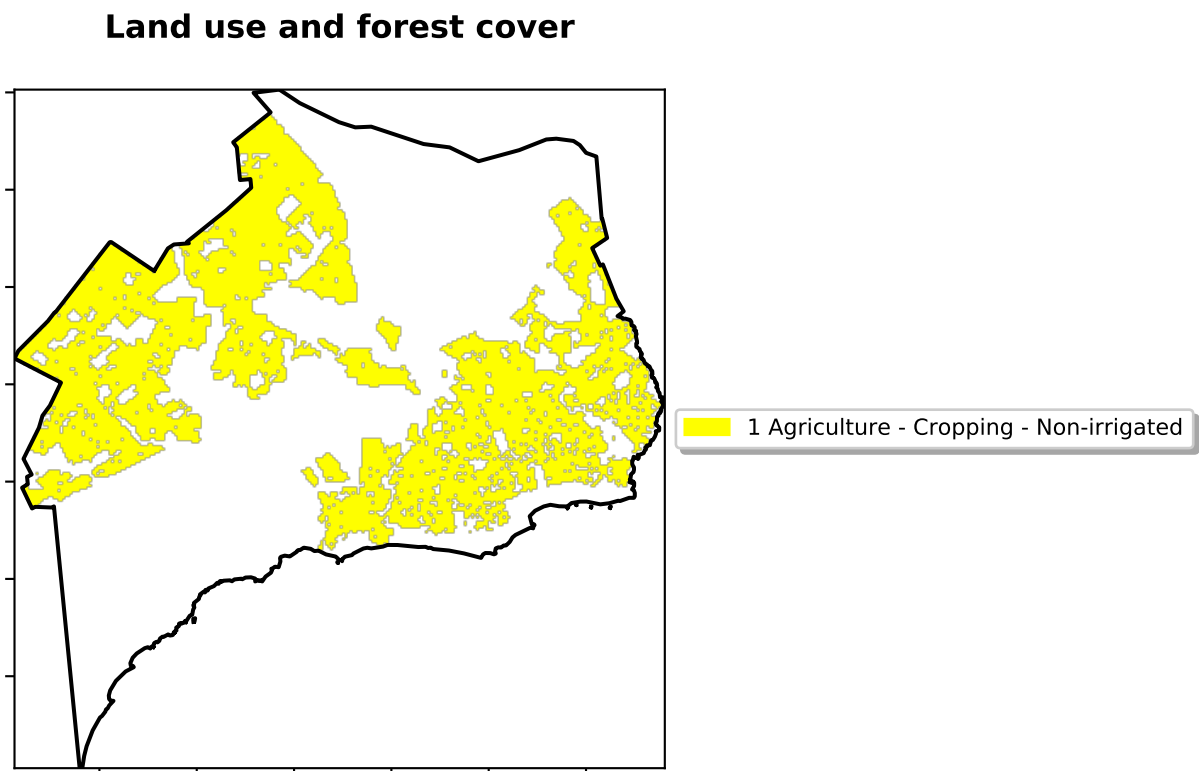 Land use and forest cover
1 Agriculture - Cropping - Non-irrigated